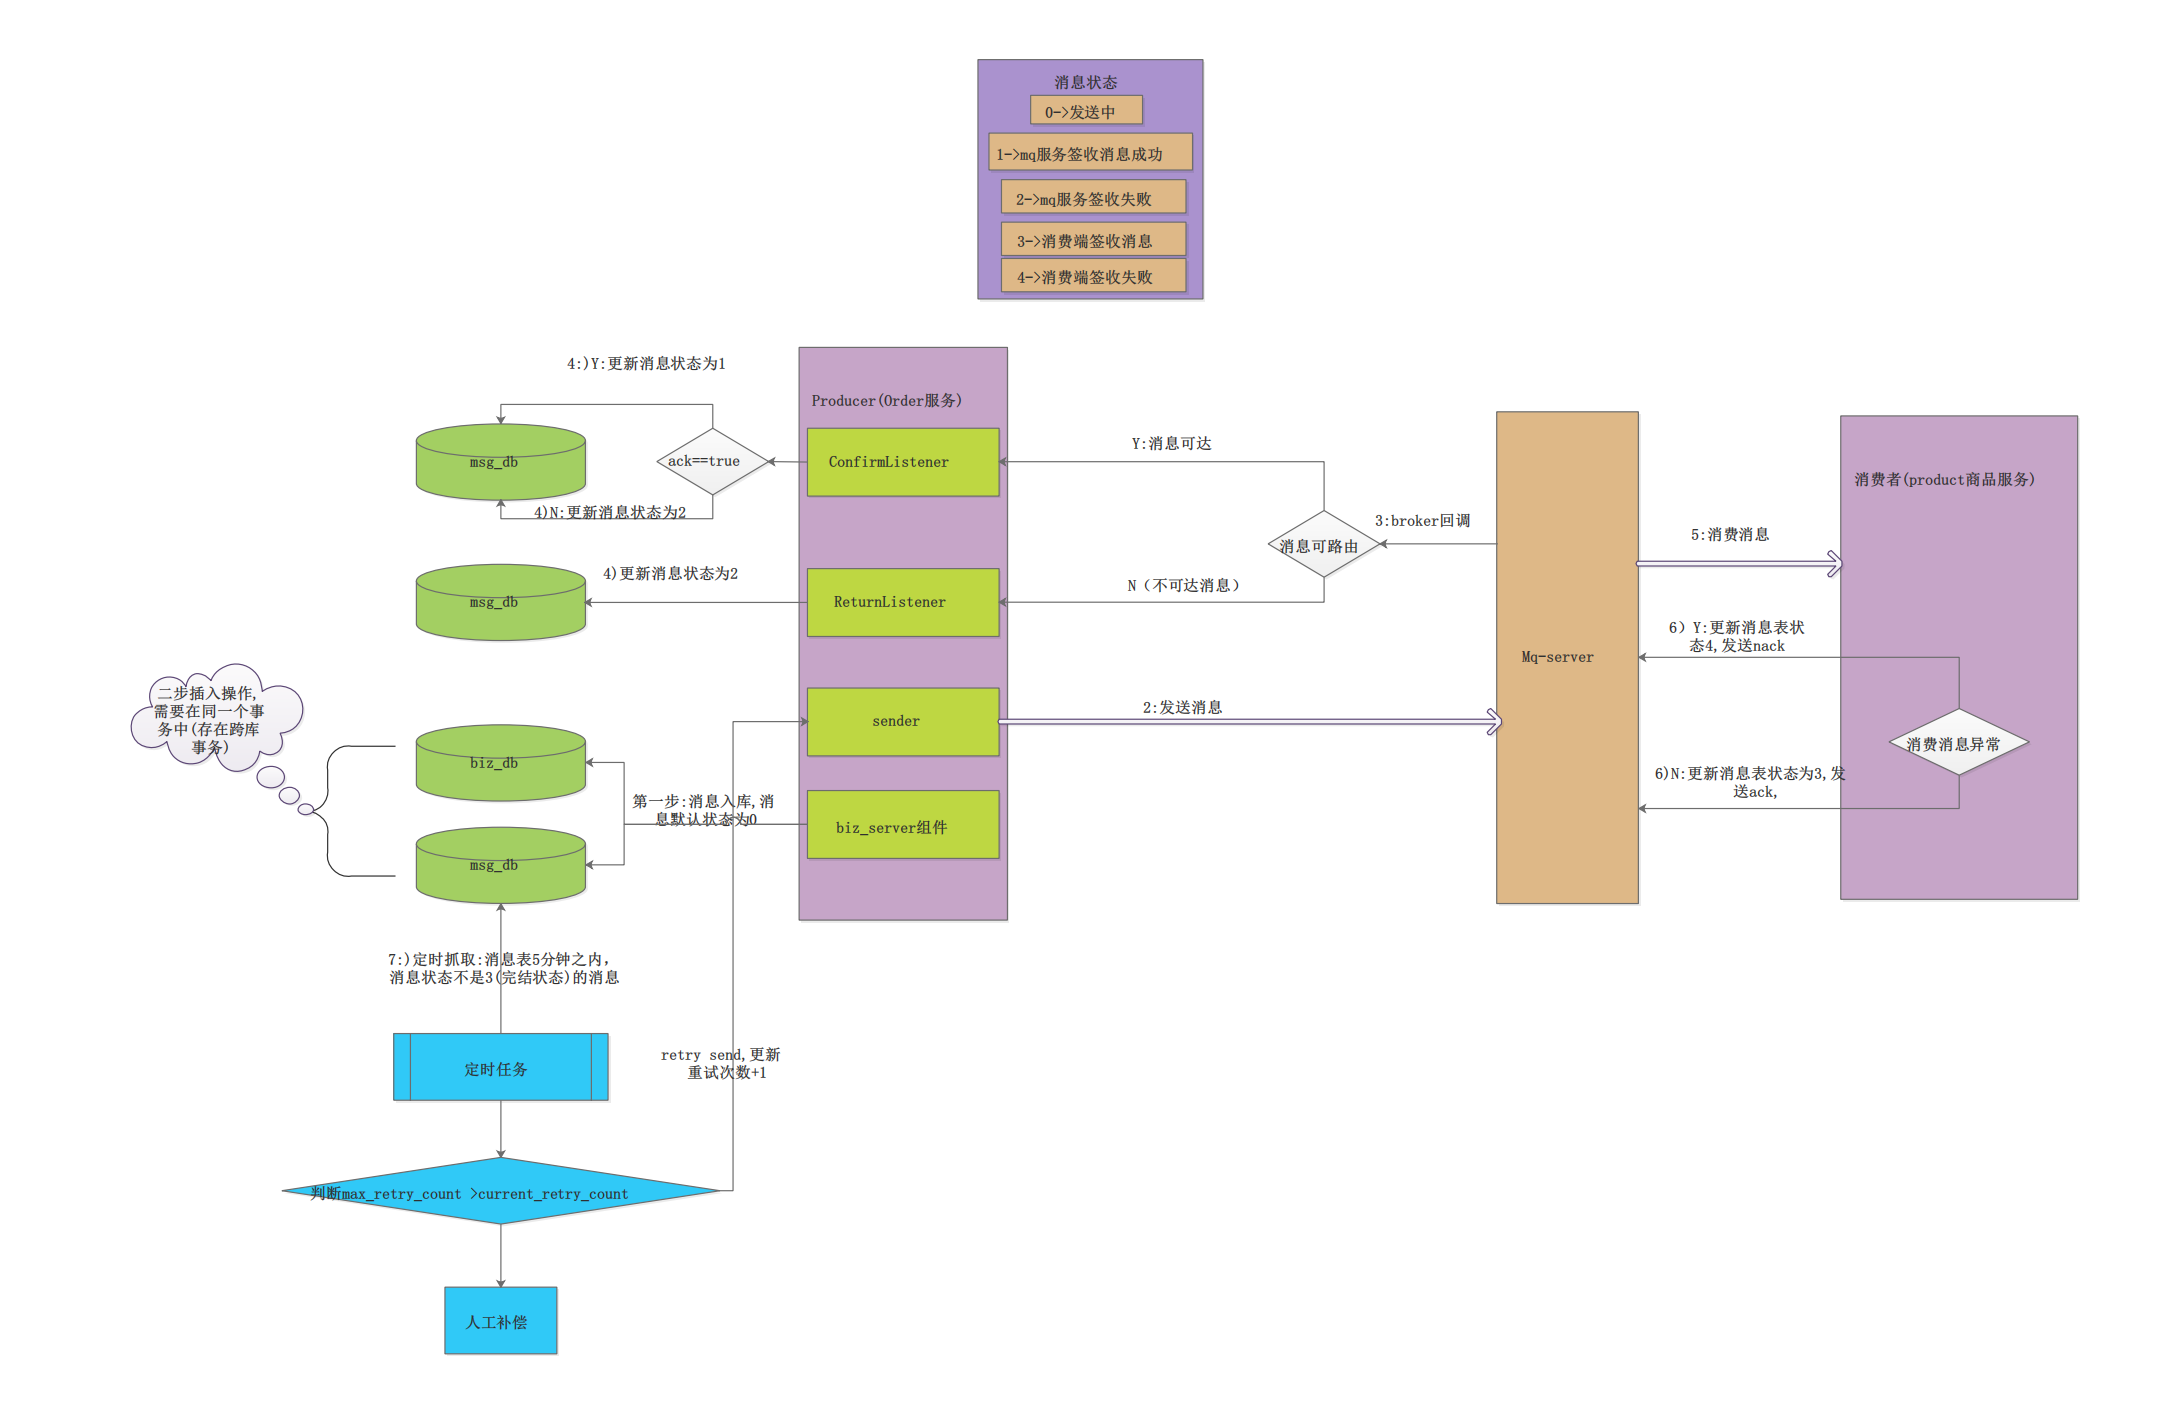 消息状态
0->发送中
1->mq服务签收消息成功
2->mq服务签收失败
3->消费端签收消息
4->消费端签收失败
4:)Y:更新消息状态为1
Producer(Order服务)
msg_db
ack==true
ConfirmListener
Y:消息可达
4)N:更新消息状态为2
消息可路由
3:broker回调
消费者(product商品服务)
5:消费消息
msg_db
4)更新消息状态为2
ReturnListener
N（不可达消息）
Mq-server
6）Y:更新消息表状
态4,发送nack
二步插入操作,
需要在同一个事
务中(存在跨库
事务)
sender
2:发送消息
消费消息异常
biz_db
第一步:消息入库,消
息默认状态为0
biz_server组件
6)N:更新消息表状态为3,发
送ack,
msg_db
7:)定时抓取:消息表5分钟之内,
消息状态不是3(完结状态)的消息
定时任务
retry send,更新
重试次数+1
判断max_retry_count >current_retry_count
人工补偿